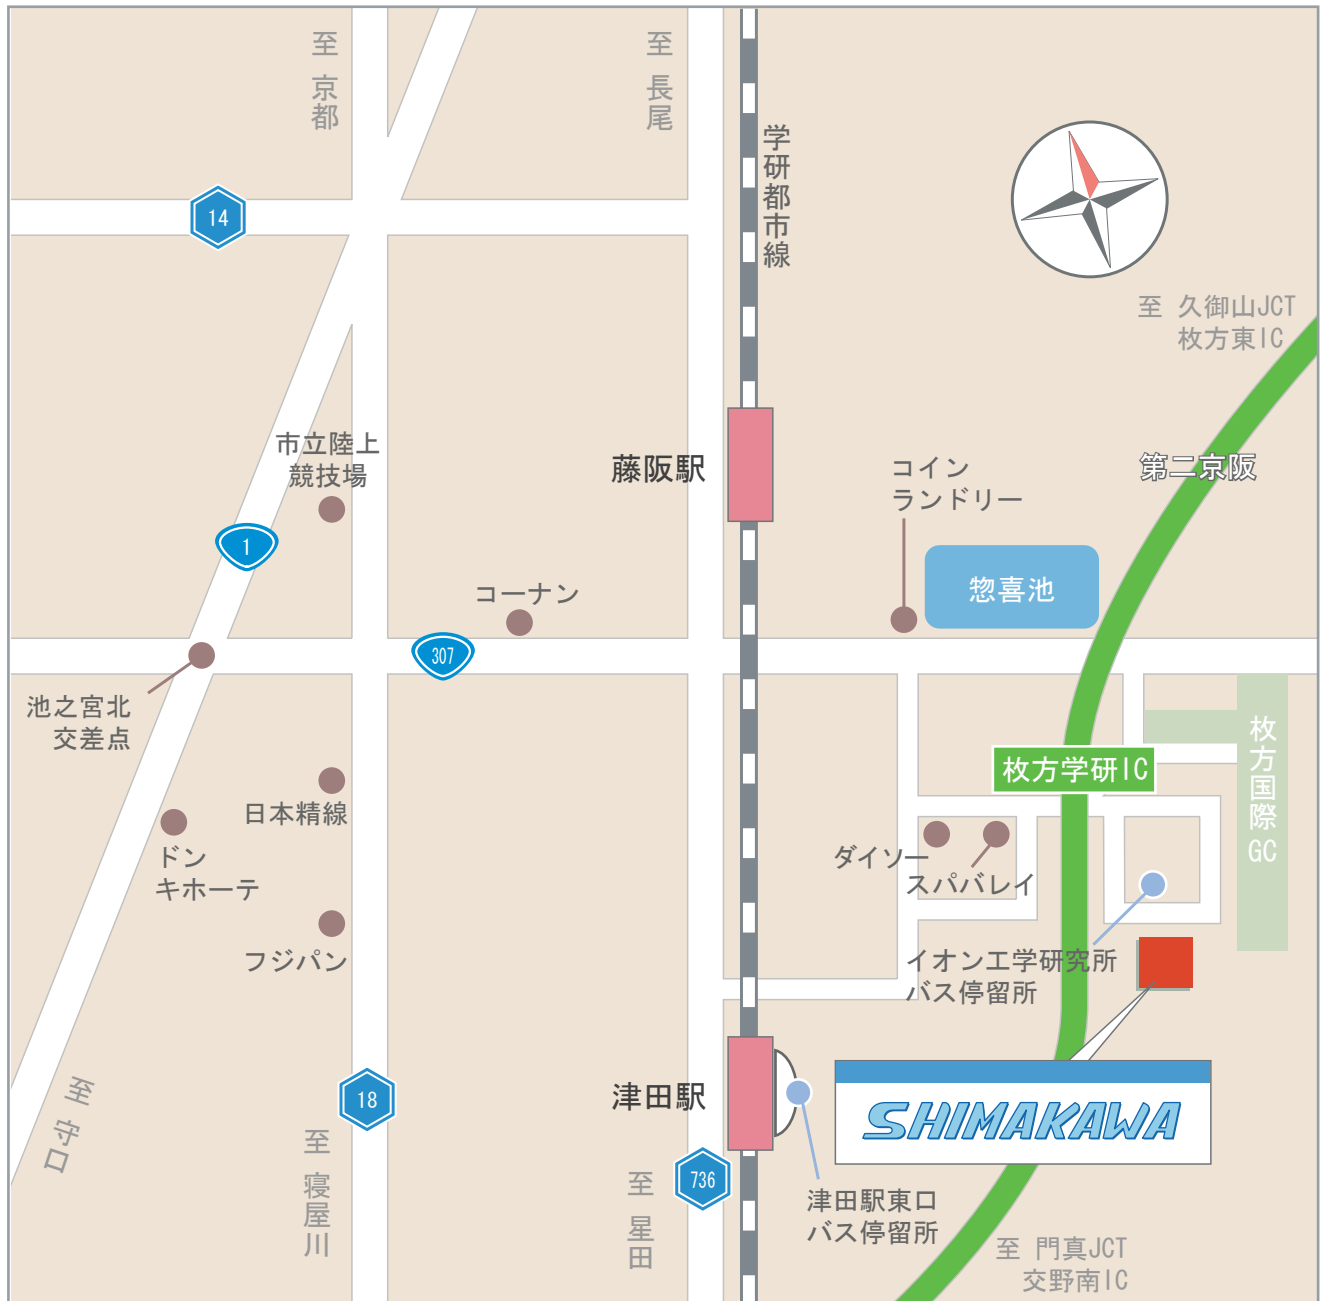 至 京都
至 長尾
学研都市線
14
至 久御山JCT
枚方東IC
市立陸上
競技場
藤阪駅
コイン
ランドリー
第二京阪
1
惣喜池
コーナン
307
池之宮北
交差点
枚方国際GC
枚方学研IC
日本精線
ドン
キホーテ
ダイソー
スパバレイ
フジパン
イオン工学研究所
バス停留所
至 守口
18
津田駅
SHIMAKAWA
至 寝屋川
至 星田
736
津田駅東口
バス停留所
至 門真JCT
交野南IC